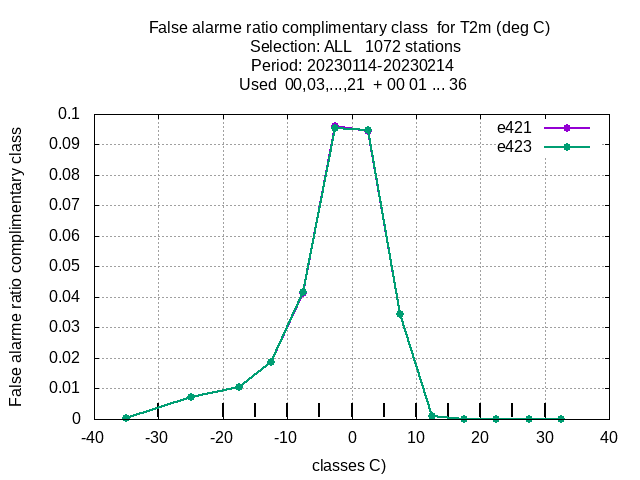 False alarme ratio complimentary class  for T2m (deg C)
Selection: ALL   1072 stations
Period: 20230114-20230214
Used  00,03,...,21  + 00 01 ... 36
e421
e423
False alarme ratio complimentary class
0.1
0.09
0.08
0.07
0.06
0.05
0.04
0.03
0.02
0.01
0
-40 -30 -20 -10 0 10 20 30 40
classes C)